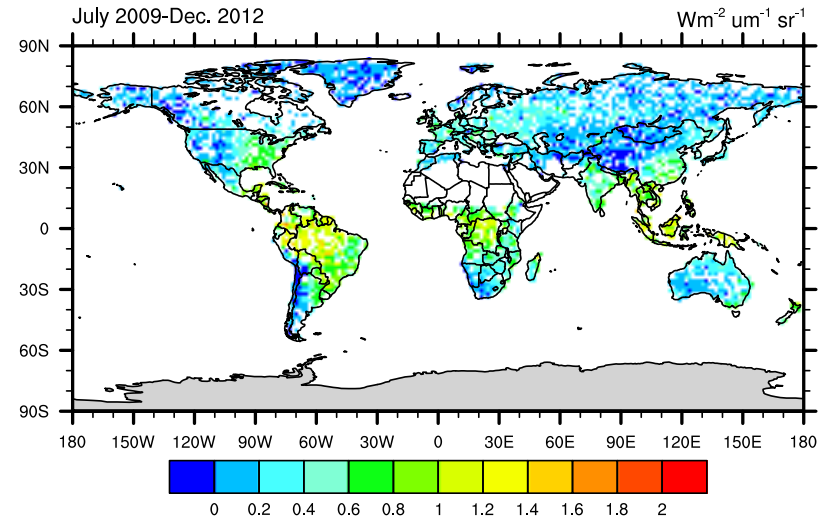 July 2009-Dec. 2012
Wm⁻² um⁻¹ sr⁻¹
90N
60N
30N
0
30S
60S
90S
180 150W 120W 90W 60W 30W 0 30E 60E 90E 120E 150E 180
0 0.2 0.4 0.6 0.8 1 1.2 1.4 1.6 1.8 2